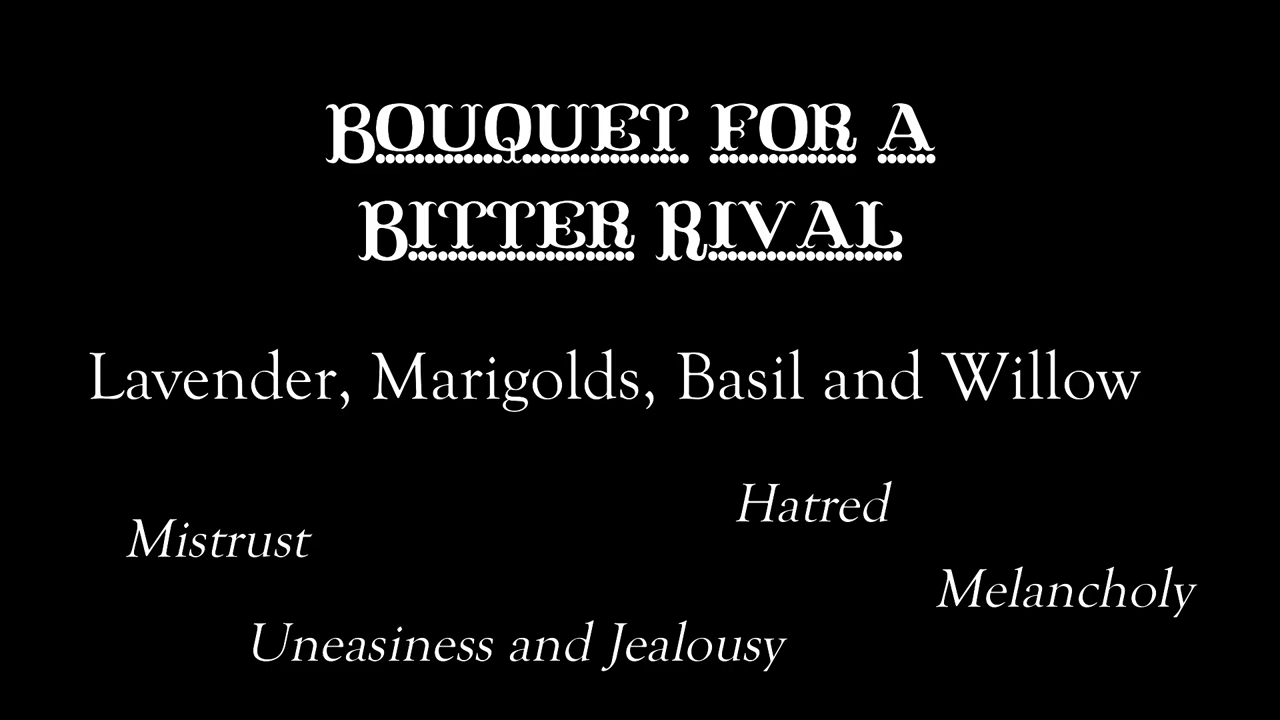 Bouquet for a
Bitter Rival
Lavender, Marigolds, Basil and Willow
Hatred
Mistrust
Melancholy
Uneasiness and Jealousy